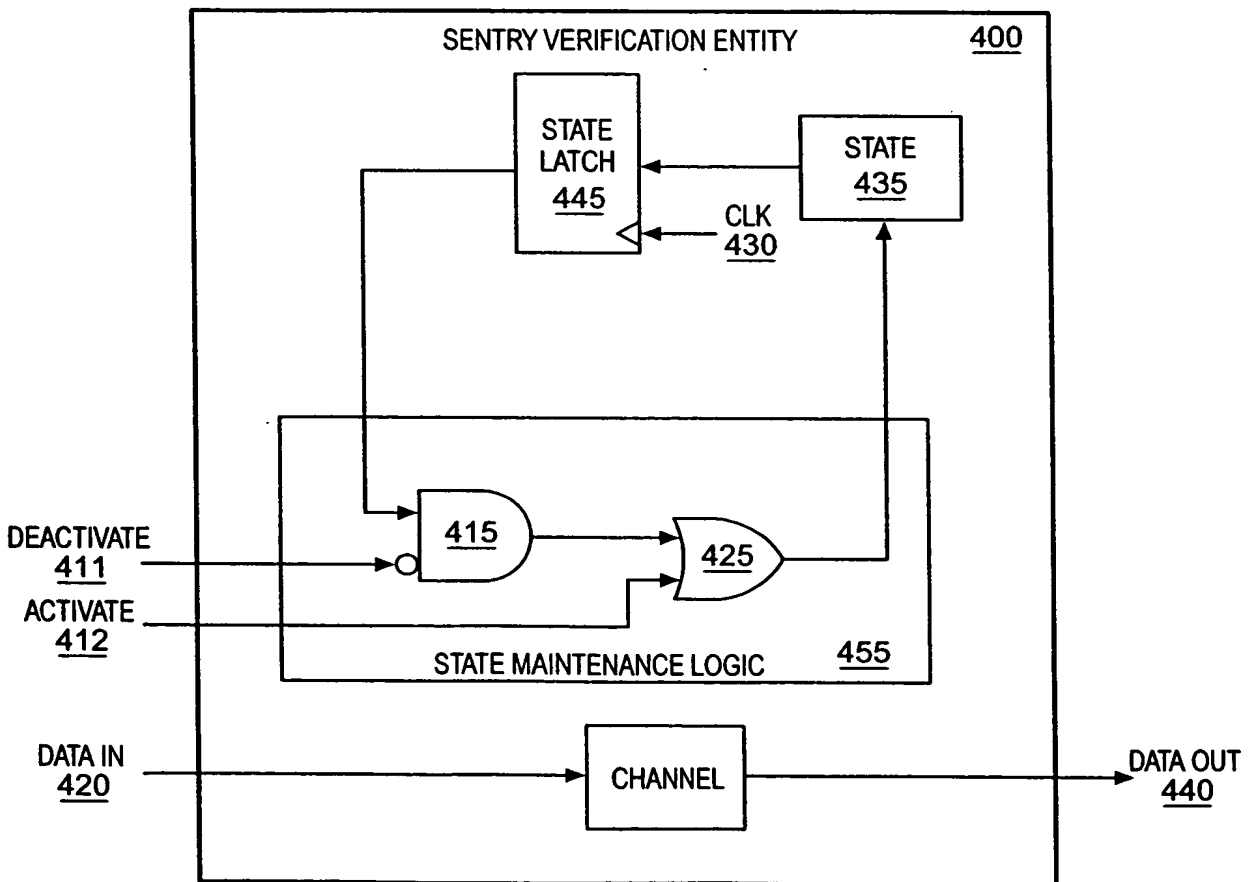 SENTRY VERIFICATION ENTITY
400
STATE
LATCH
445
STATE
435
CLK
430
415
425
DEACTIVATE
411
ACTIVATE
412
STATE MAINTENANCE LOGIC
455
DATA IN
420
CHANNEL
DATA OUT
440